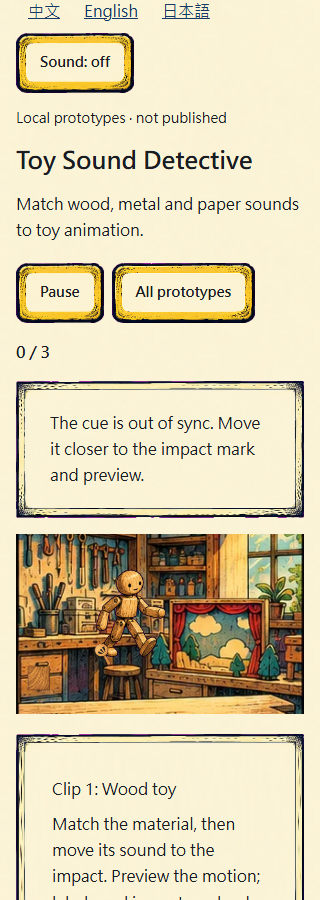 中文 English 日本語
Sound: off
Local prototypes · not published
Toy Sound Detective
Match wood, metal and paper sounds
to toy animation.
Pause All prototypes
0 / 3
The cue is out of sync. Move
it closer to the impact mark
and preview.
Clip 1: Wood toy
Match the material, then
move its sound to the
impact. Preview the motion;